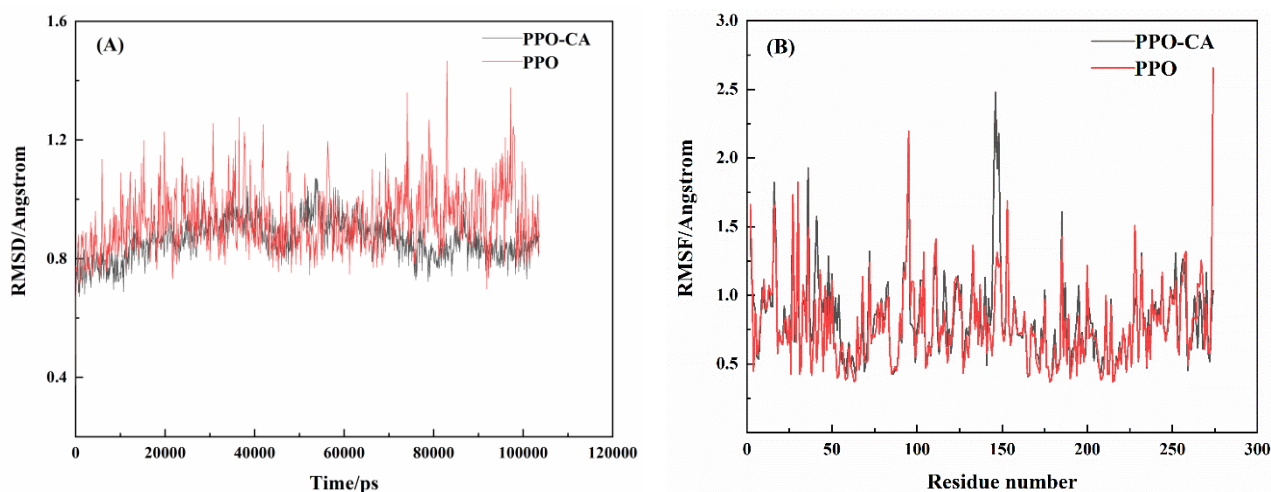 (A)
PPO-CA
PPO
1.6
1.2
0.8
0.4
RMSD/Angstrom
0
20000
40000
60000
80000
100000
120000
Time/ps
(B)
PPO-CA
PPO
3.0
2.5
2.0
1.5
1.0
0.5
0.0
RMSF/Angstrom
0
50
100
150
200
250
300
Residue number